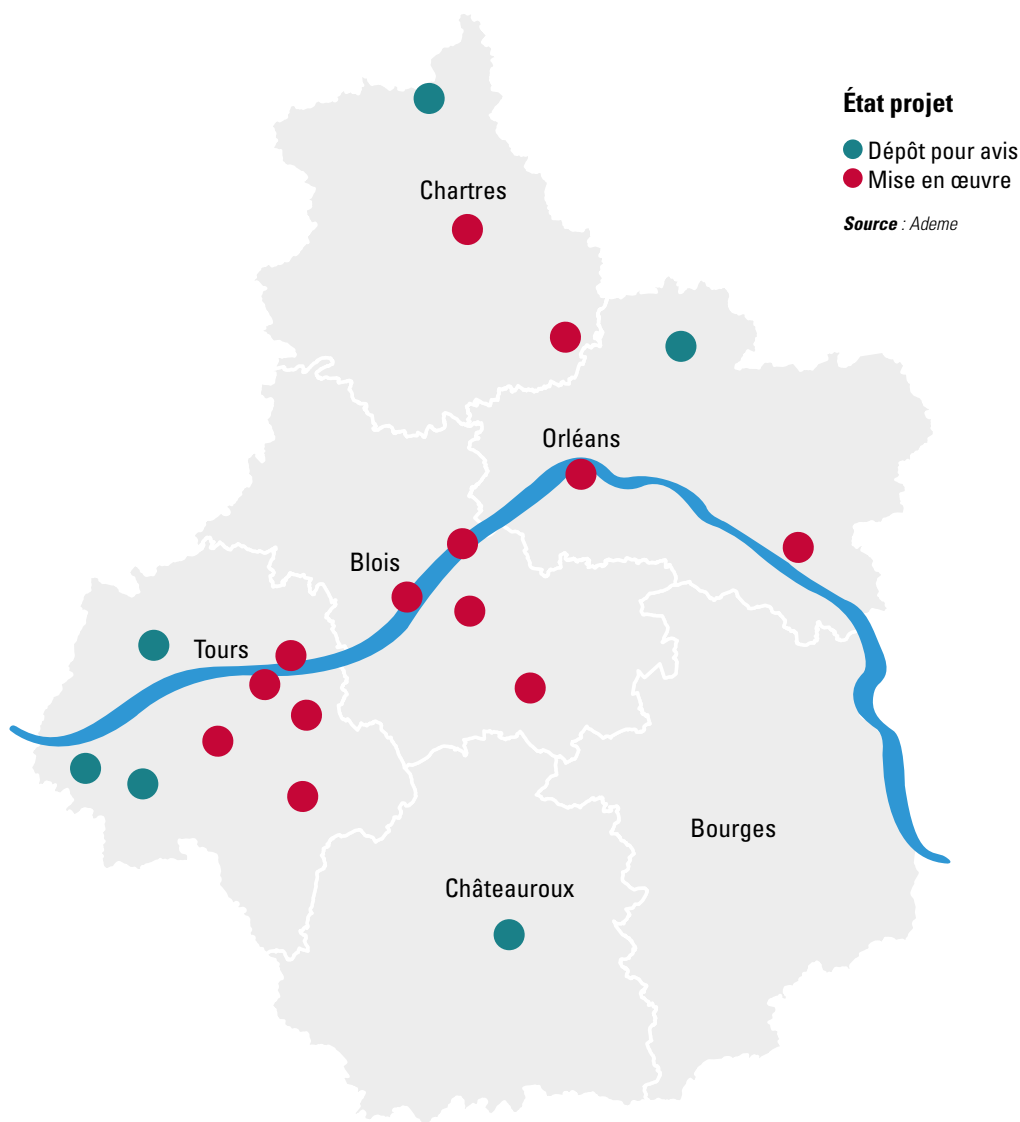 État projet
Dépôt pour avis
Mise en œuvre
Source : Ademe
Chartres
Orléans
Blois
Tours
Bourges
Châteauroux